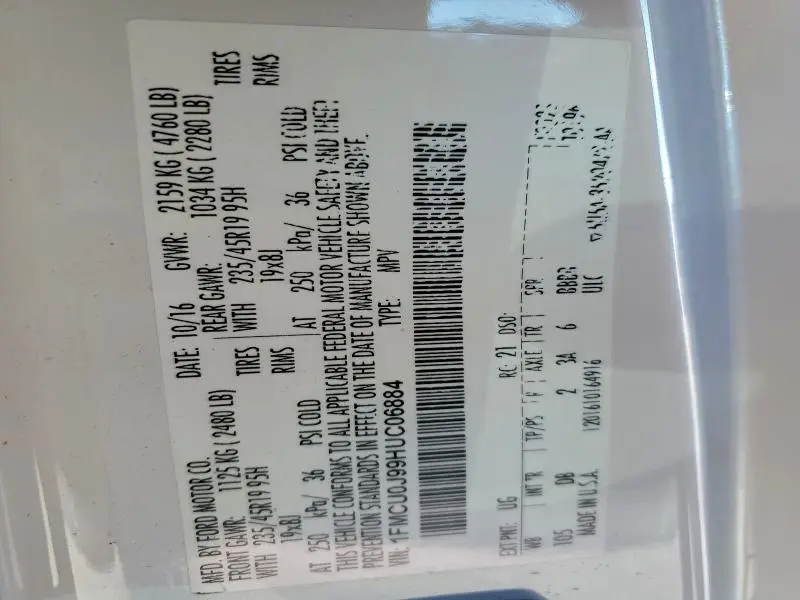 MFD. BY FORD MOTOR CO.
DATE: 10/16 GVWR: 2159 KG ( 4760 LB)
FRONT GAWR: 1125 KG ( 2480 LB) REAR GAWR: 1034 KG ( 2280 LB)
WITH 235/45R19 95H TIRES WITH 235/45R19 95H TIRES
19x8J RIMS 19x8J RIMS
AT 250 kPa/ 36 PSI COLD AT 250 kPa/ 36 PSI COLD
THIS VEHICLE CONFORMS TO ALL APPLICABLE FEDERAL MOTOR VEHICLE SAFETY AND THEFT
PREVENTION STANDARDS IN EFFECT ON THE DATE OF MANUFACTURE SHOWN ABOVE.
VIN: 1FMCU0J99HUC06884 TYPE: MPV
EXT PNT: UG RC: 21 DSO:
WB INT TR TP/PS R AXLE TR SPR
105 DB 2 3A 6 BBBB
MADE IN U.S.A. 1201610164916 UIC